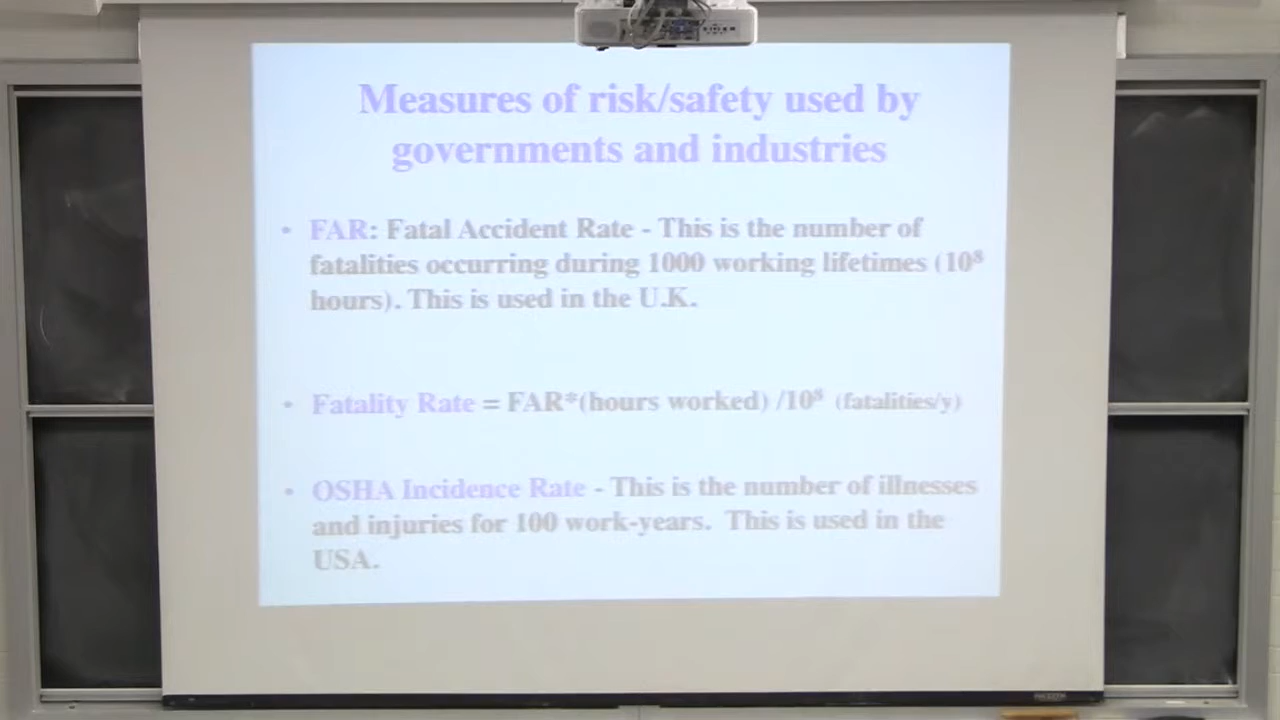 Measures of risk/safety used by
governments and industries
• FAR: Fatal Accident Rate - This is the number of
fatalities occurring during 1000 working lifetimes (10⁸
hours). This is used in the U.K.
• Fatality Rate = FAR*(hours worked) /10⁸ (fatalities/y)
• OSHA Incidence Rate - This is the number of illnesses
and injuries for 100 work-years. This is used in the
USA.